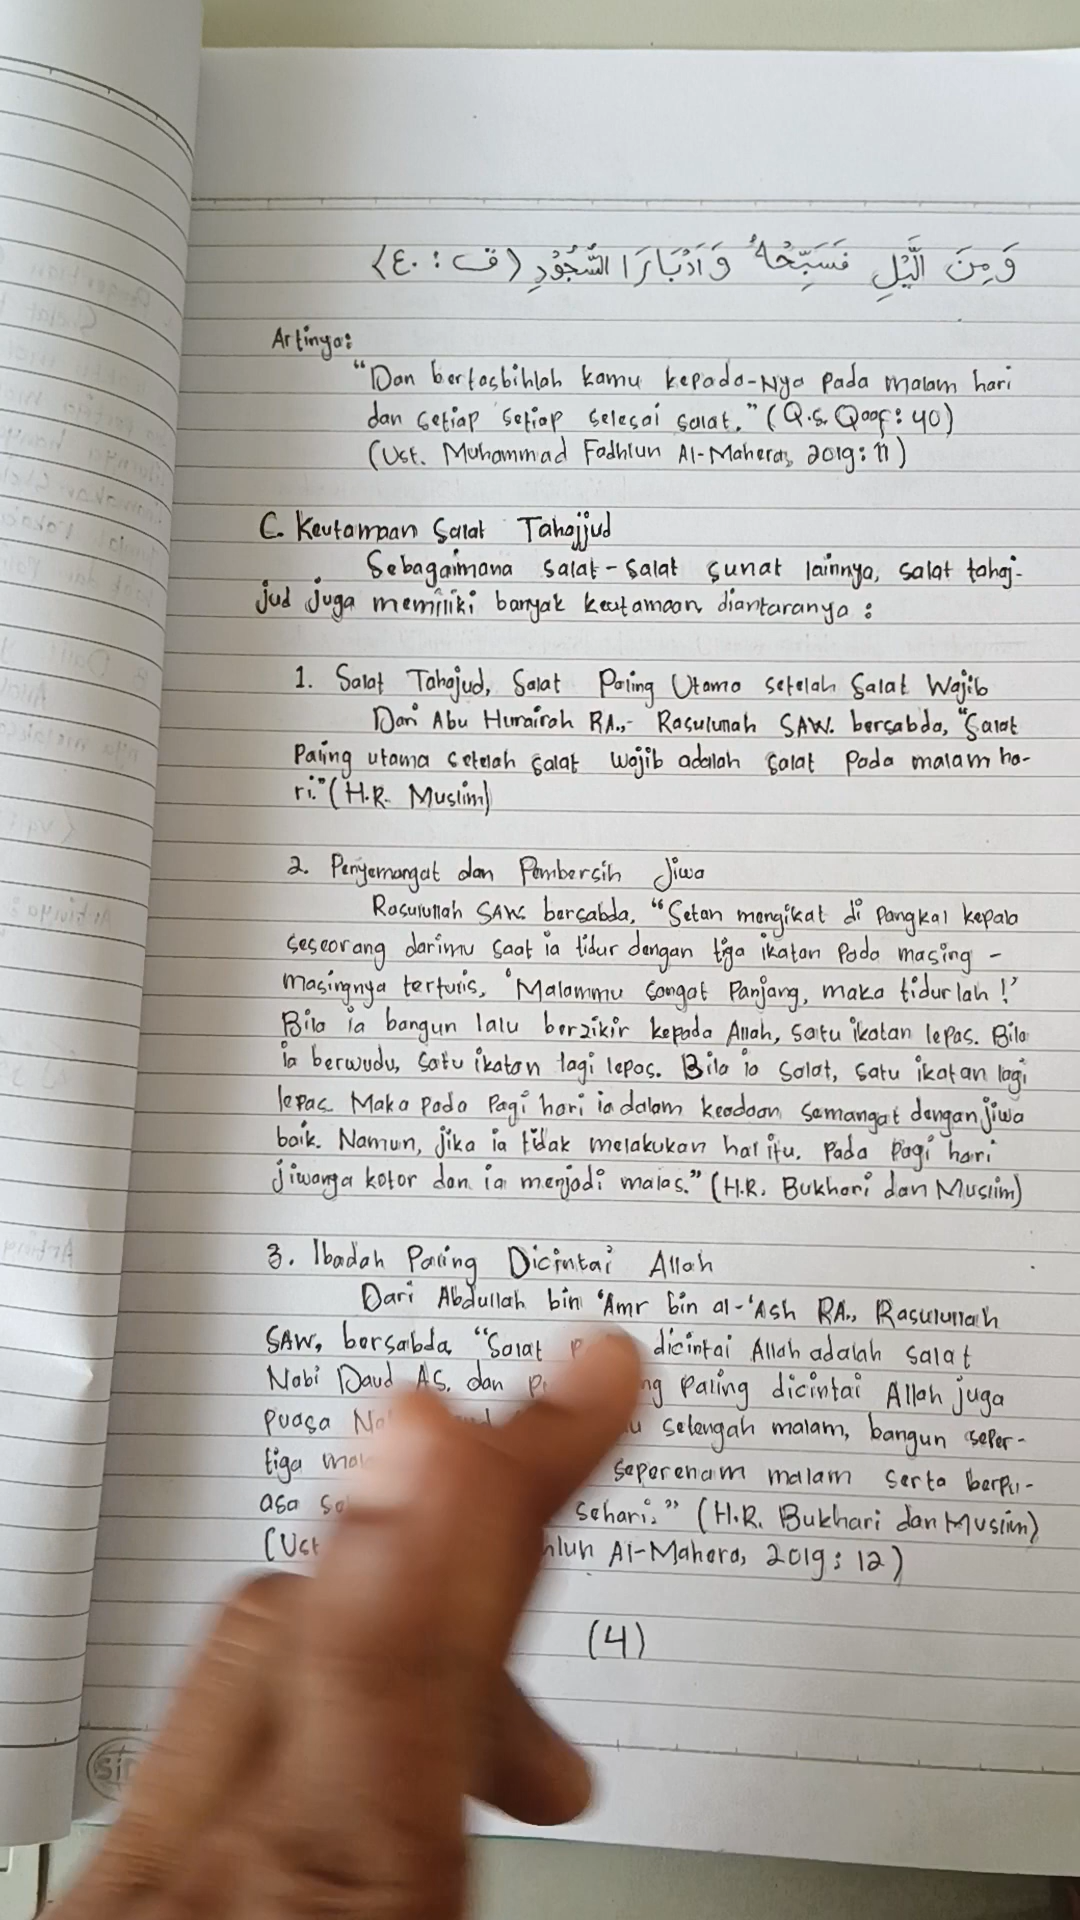 وَمِنَ الَّيْلِ فَسَبِّحْهُ وَاَدْبَارَ السُّجُوْدِ (ق : ٤٠)
Artinya:
"Dan bertasbihlah kamu kepada-Nya pada malam hari
dan setiap setiap selesai salat." (Q.S. Qoof: 40)
(Ust. Muhammad Fadhlun Al-Mahera, 2019: 11)
C. Keutamaan Salat Tahajjud
Sebagaimana salat-salat sunat lainnya, salat tahaj-
jud juga memiliki banyak keutamaan, diantaranya :
1. Salat Tahajud, Salat Paling Utama setelah Salat Wajib
Dari Abu Hurairah RA.,- Rasulullah SAW. bersabda, "Salat
paling utama setelah salat wajib adalah salat pada malam ha-
ri." (H.R. Muslim)
2. Penyemangat dan Pembersih Jiwa
Rasulullah SAW. bersabda, "Setan mengikat di pangkal kepala
seseorang darimu saat ia tidur dengan tiga ikatan pada masing -
masingnya tertulis, 'Malammu sangat panjang, maka tidurlah !'
Bila ia bangun lalu berzikir kepada Allah, satu ikatan lepas. Bila
ia berwudu, satu ikatan lagi lepas. Bila ia salat, satu ikatan lagi
lepas. Maka pada pagi hari ia dalam keadaan semangat dengan jiwa
baik. Namun, jika ia tidak melakukan hal itu. Pada pagi hari
jiwanya kotor dan ia menjadi malas." (H.R. Bukhari dan Muslim)
3. Ibadah Paling Dicintai Allah
Dari Abdullah bin 'Amr bin al-'Ash RA., Rasulullah
SAW, bersabda, "Salat dicintai Allah adalah salat
Nabi Daud AS. dan paling dicintai Allah juga
puasa setengah malam, bangun seper-
tiga seperenam malam serta berpu-
asa sehari." (H.R. Bukhari dan Muslim)
(Ust Al-Mahera, 2019: 12)
(4)